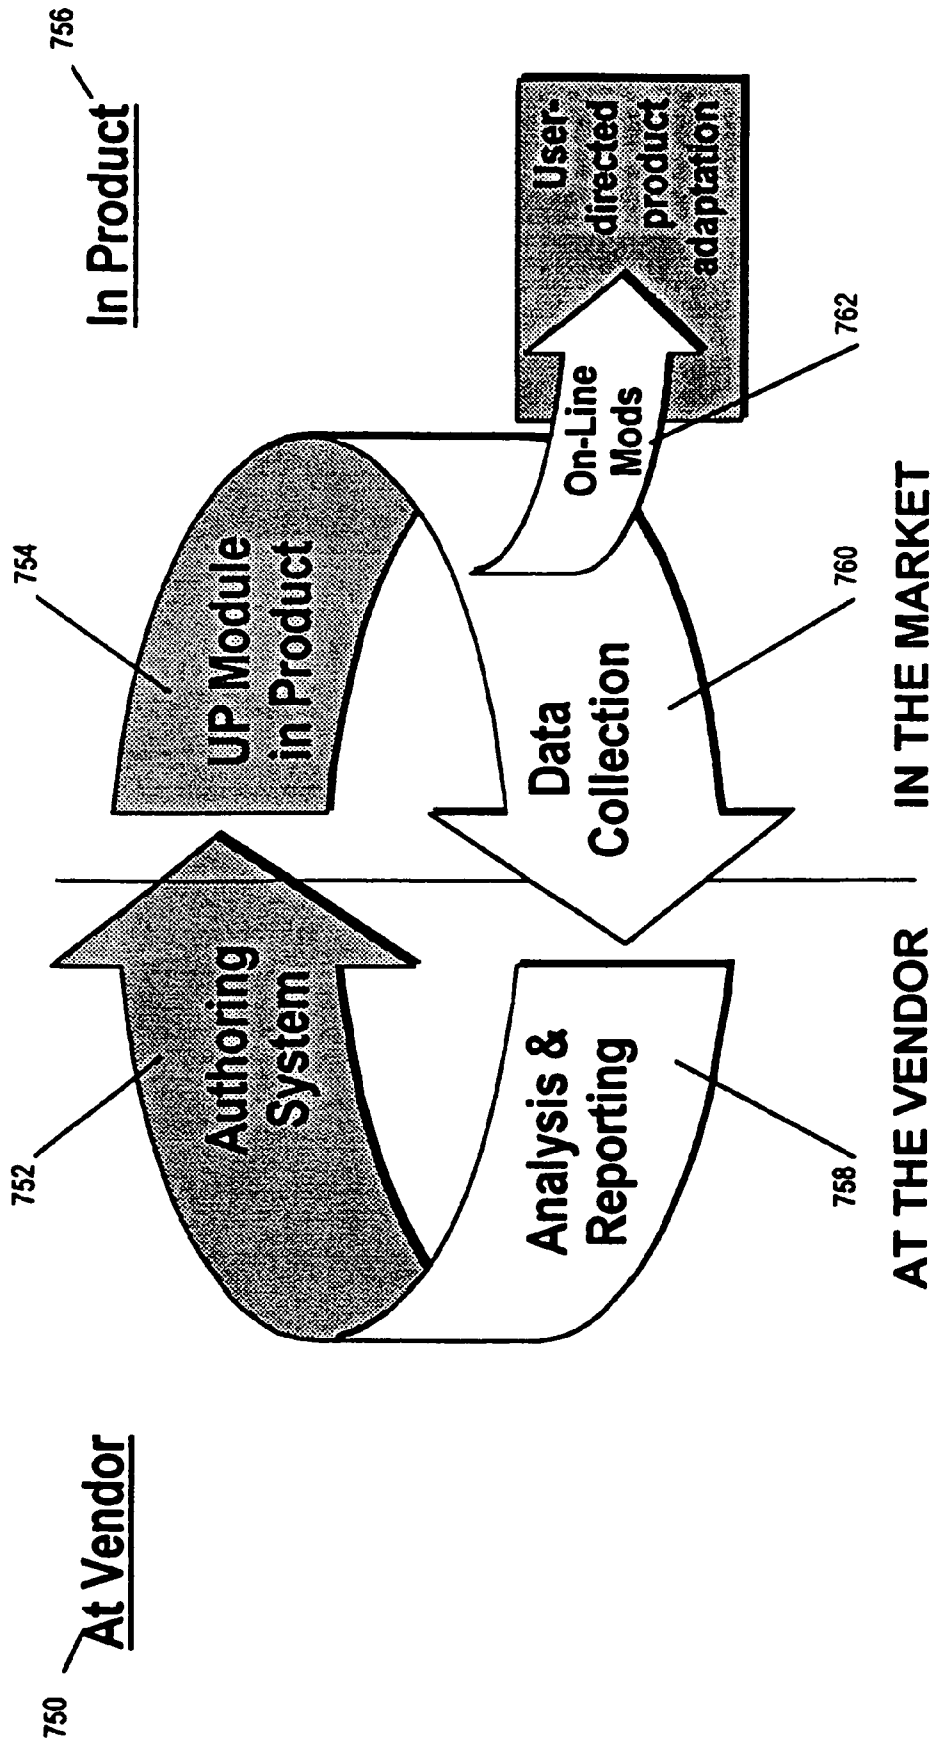 750
At Vendor
In Product
756
752
754
Authoring
System
UP Module
in Product
Analysis &
Reporting
Data
Collection
On-Line
Mods
User-
directed
product
adaptation
758
760
762
AT THE VENDOR
IN THE MARKET